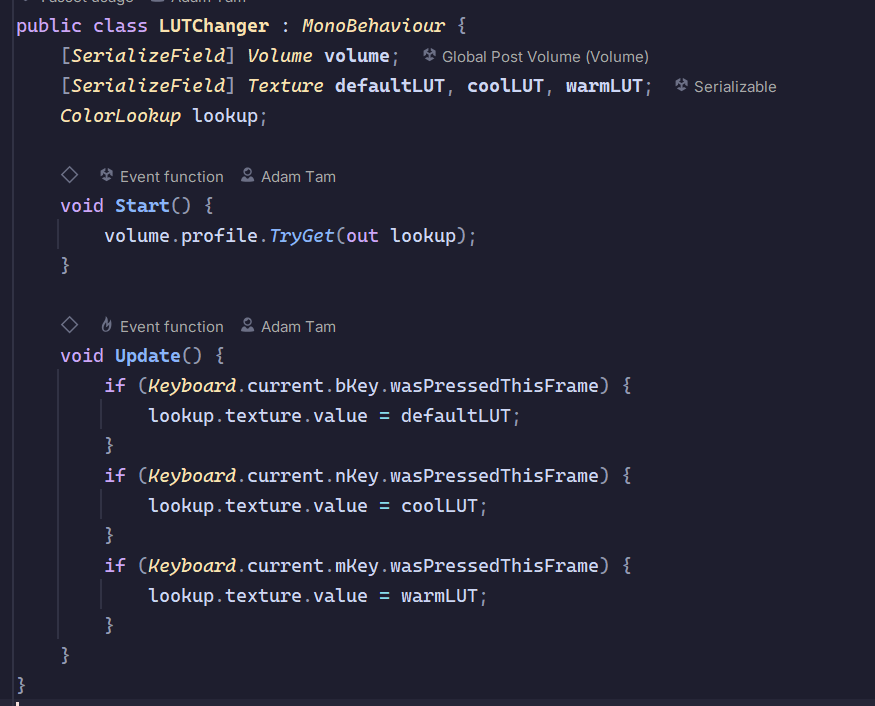 Adam Tam
public class LUTChanger : MonoBehaviour {
[SerializeField] Volume volume; Global Post Volume (Volume)
[SerializeField] Texture defaultLUT, coolLUT, warmLUT; Serializable
ColorLookup lookup;
Event function Adam Tam
void Start() {
volume.profile.TryGet(out lookup);
}
Event function Adam Tam
void Update() {
if (Keyboard.current.bKey.wasPressedThisFrame) {
lookup.texture.value = defaultLUT;
}
if (Keyboard.current.nKey.wasPressedThisFrame) {
lookup.texture.value = coolLUT;
}
if (Keyboard.current.mKey.wasPressedThisFrame) {
lookup.texture.value = warmLUT;
}
}
}